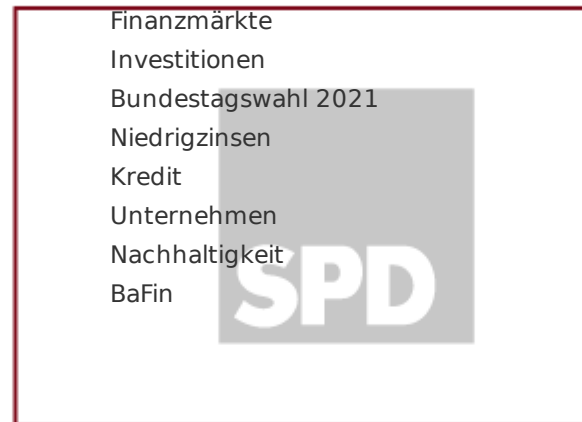 Finanzmärkte
Investitionen
Bundestagswahl 2021
Niedrigzinsen
Kredit
Unternehmen
Nachhaltigkeit
BaFin
SPD